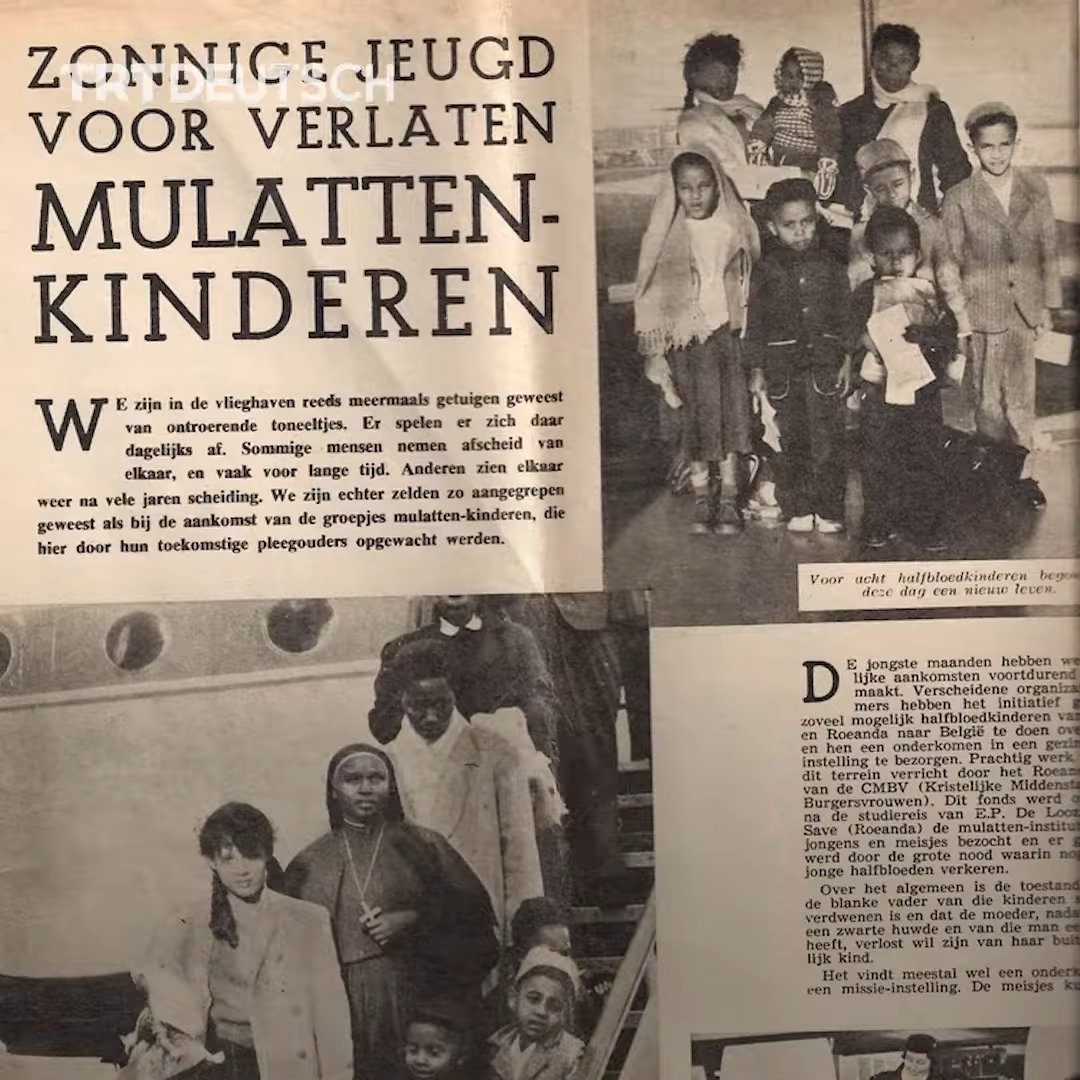 ZONNIGE JEUGD
TRT DEUTSCH
VOOR VERLATEN
MULATTEN-
KINDEREN
WE zijn in de vlieghaven reeds meermaals getuigen geweest
van ontroerende toneeltjes. Er spelen er zich daar
dagelijks af. Sommige mensen nemen afscheid van
elkaar, en vaak voor lange tijd. Anderen zien elkaar
weer na vele jaren scheiding. We zijn echter zelden zo aangegrepen
geweest als bij de aankomst van de groepjes mulatten-kinderen, die
hier door hun toekomstige pleegouders opgewacht werden.
Voor acht halfbloedkinderen
deze dag een nieuw leven.
DE jongste maanden hebben
lijke aankomsten voortdurend
maakt. Verscheidene
mers hebben het initiatief
zoveel mogelijk halfbloedkinderen
en Roeanda naar België te doen
en hen een onderkomen in een
instelling te bezorgen. Prachtig werk
dit terrein verricht door het
van de CMBV (Kristelijke
Burgersvrouwen). Dit fonds werd
na de studiereis van E.P. De
Save (Roeanda) de
jongens en meisjes bezocht en er
werd door de grote nood waarin
jonge halfbloeden verkeren.
Over het algemeen is de
de blanke vader van die kinderen
verdwenen is en dat de moeder,
een zwarte huwde en van die man
heeft, verlost wil zijn van haar
lijk kind.
Het vindt meestal wel een
een missie-instelling. De meisjes